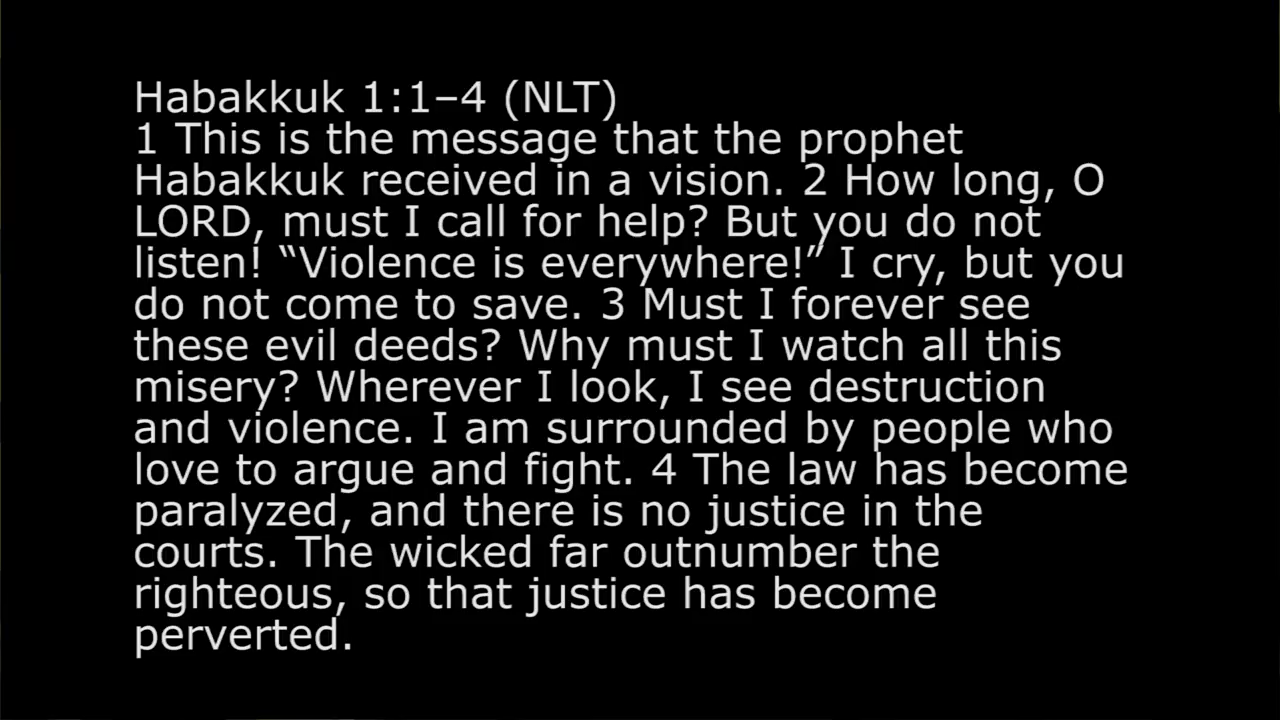 Habakkuk 1:1–4 (NLT)
1 This is the message that the prophet
Habakkuk received in a vision. 2 How long, O
LORD, must I call for help? But you do not
listen! “Violence is everywhere!” I cry, but you
do not come to save. 3 Must I forever see
these evil deeds? Why must I watch all this
misery? Wherever I look, I see destruction
and violence. I am surrounded by people who
love to argue and fight. 4 The law has become
paralyzed, and there is no justice in the
courts. The wicked far outnumber the
righteous, so that justice has become
perverted.